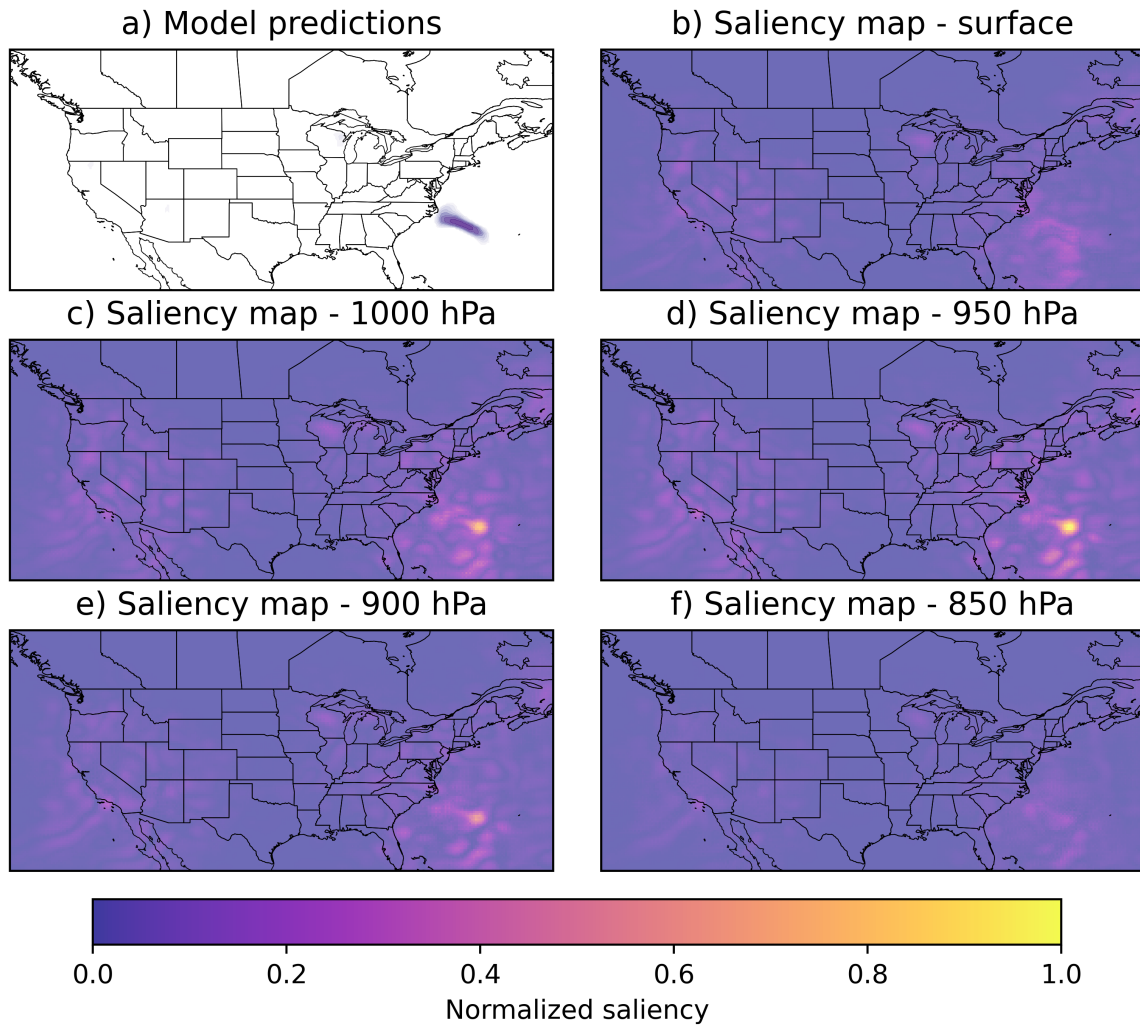 a) Model predictions
b) Saliency map - surface
c) Saliency map - 1000 hPa
d) Saliency map - 950 hPa
e) Saliency map - 900 hPa
f) Saliency map - 850 hPa
0.0 0.2 0.4 0.6 0.8 1.0
Normalized saliency